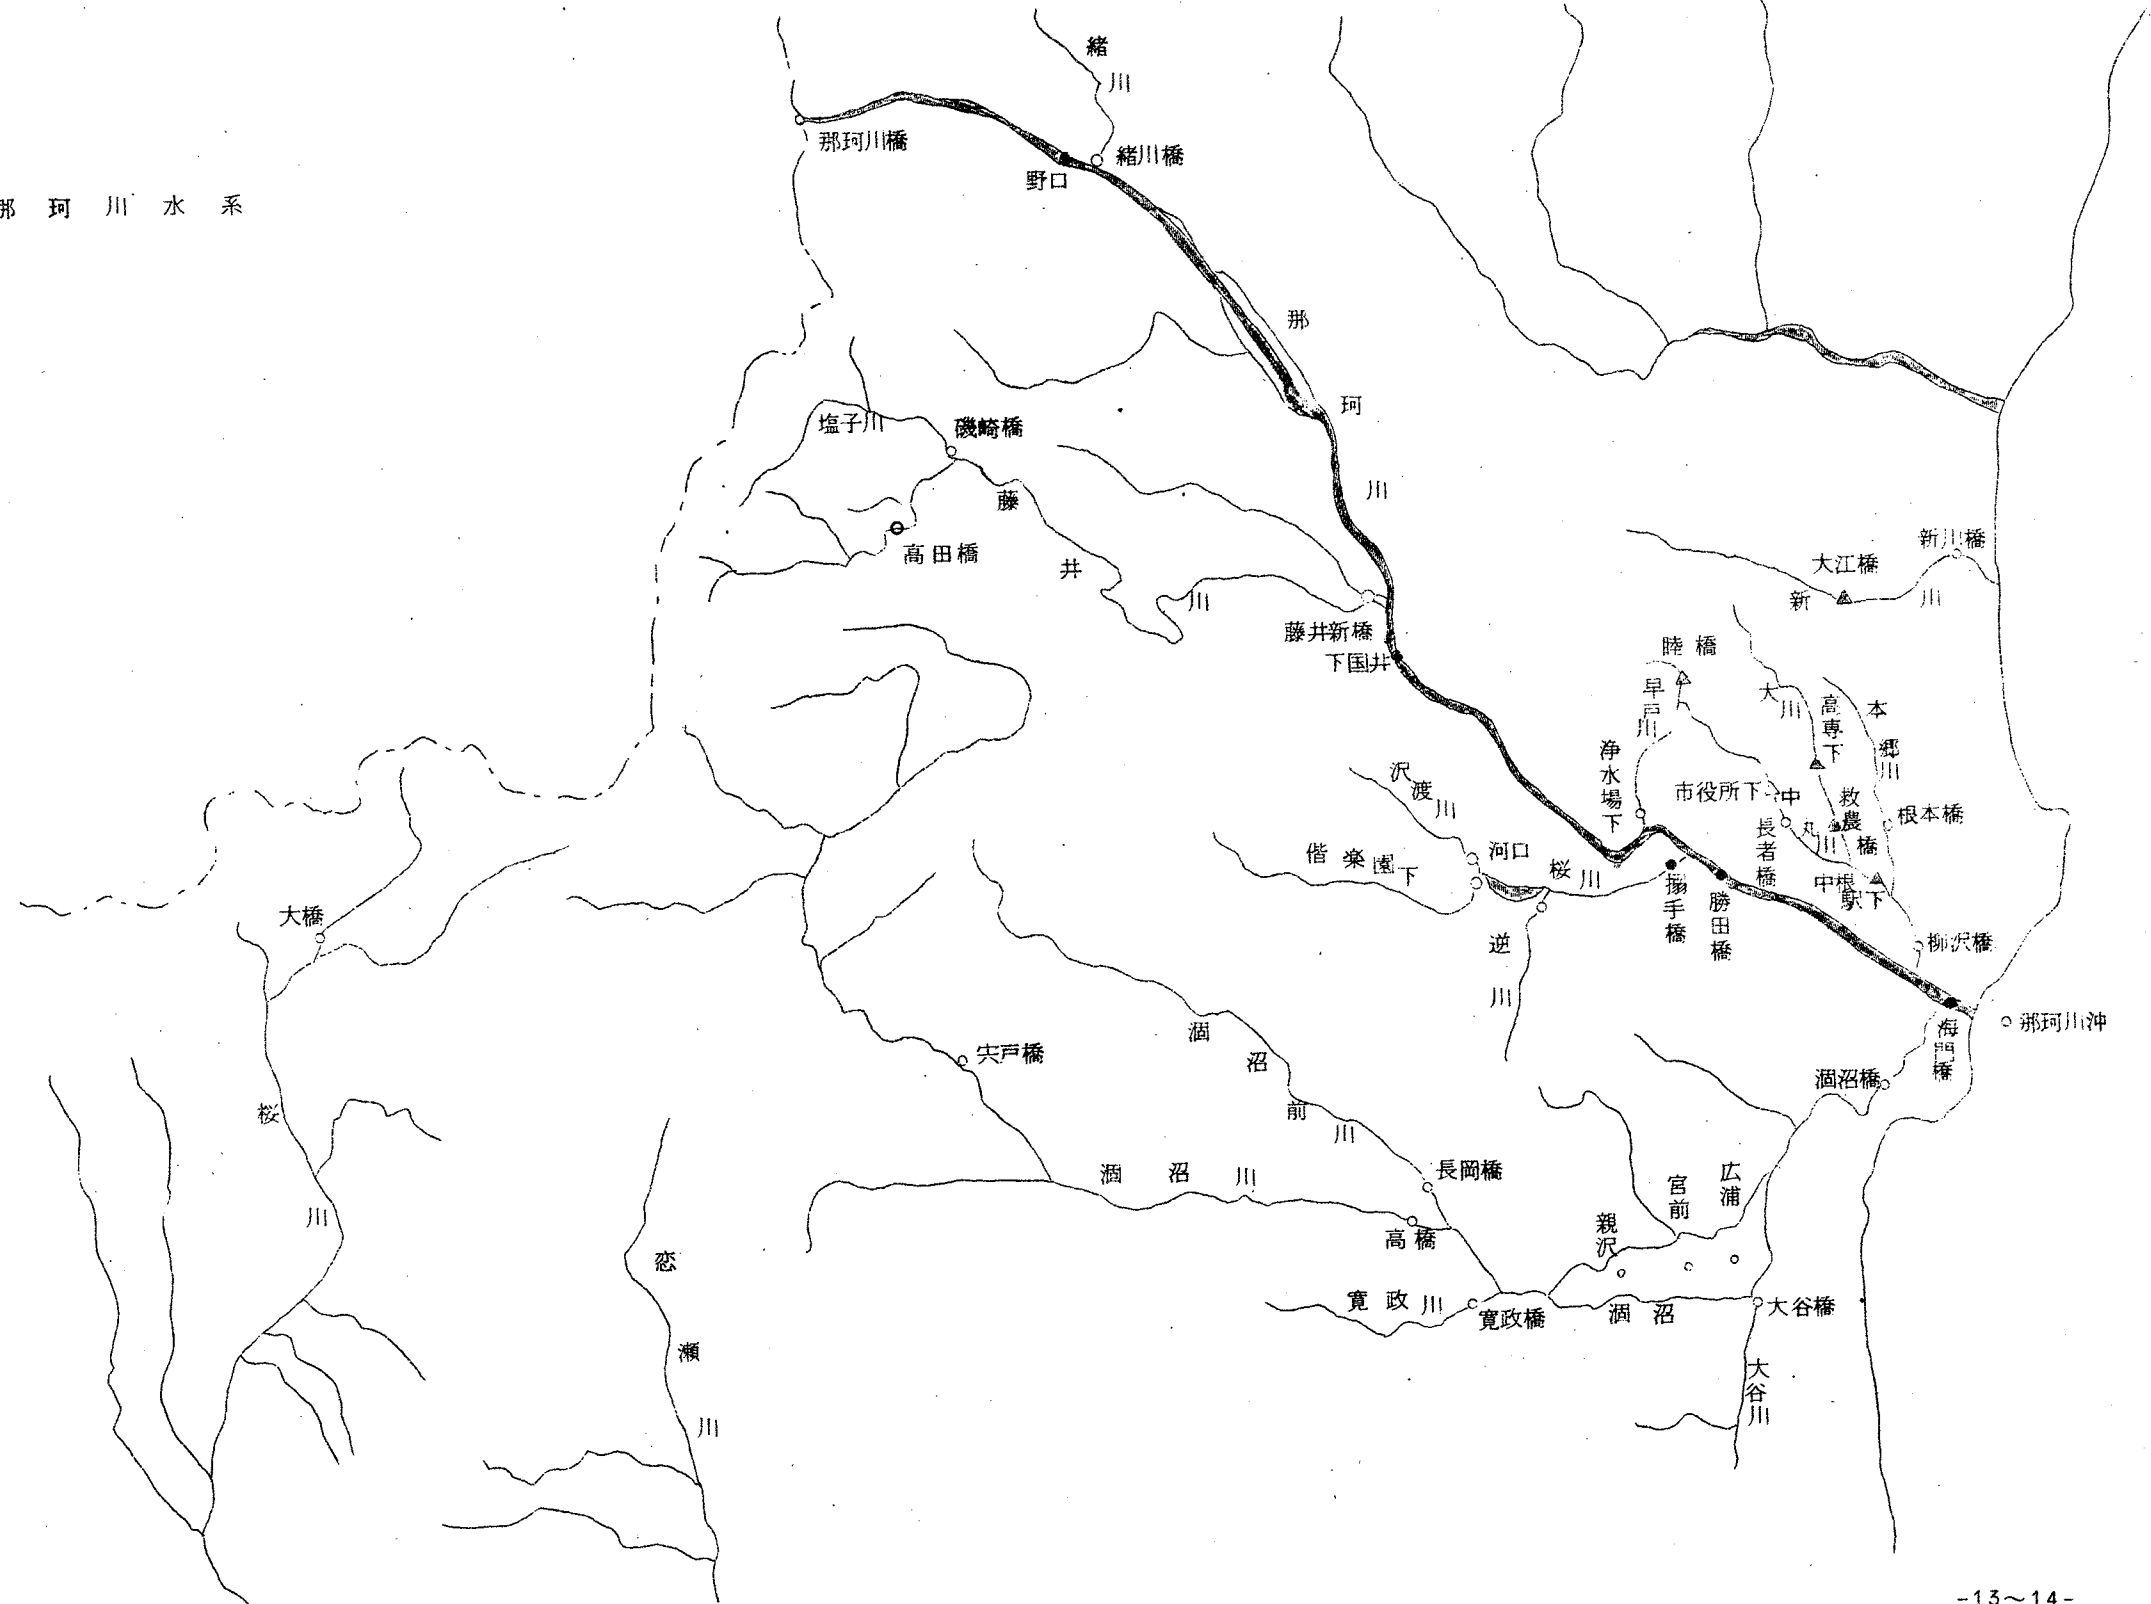 那珂川水系
緒川
那珂川橋
緒川橋
野口
那珂川
塩子川
磯崎橋
藤井川
高田橋
新川橋
大江橋
新川
藤井新橋
下国井
睦橋
早戸川
大川
高専下
本郷川
浄水場下
沢渡川
市役所下
中丸川
救農橋
根本橋
長者橋
偕楽園下
河口
桜川
中根駅下
搦手橋
勝田橋
大橋
逆川
柳沢橋
那珂川沖
海門橋
涸沼前川
宍戸橋
涸沼橋
桜川
涸沼川
長岡橋
広浦
宮前
親沢
高橋
恋瀬川
寛政川
寛政橋
涸沼
大谷橋
大谷川
-13～14-